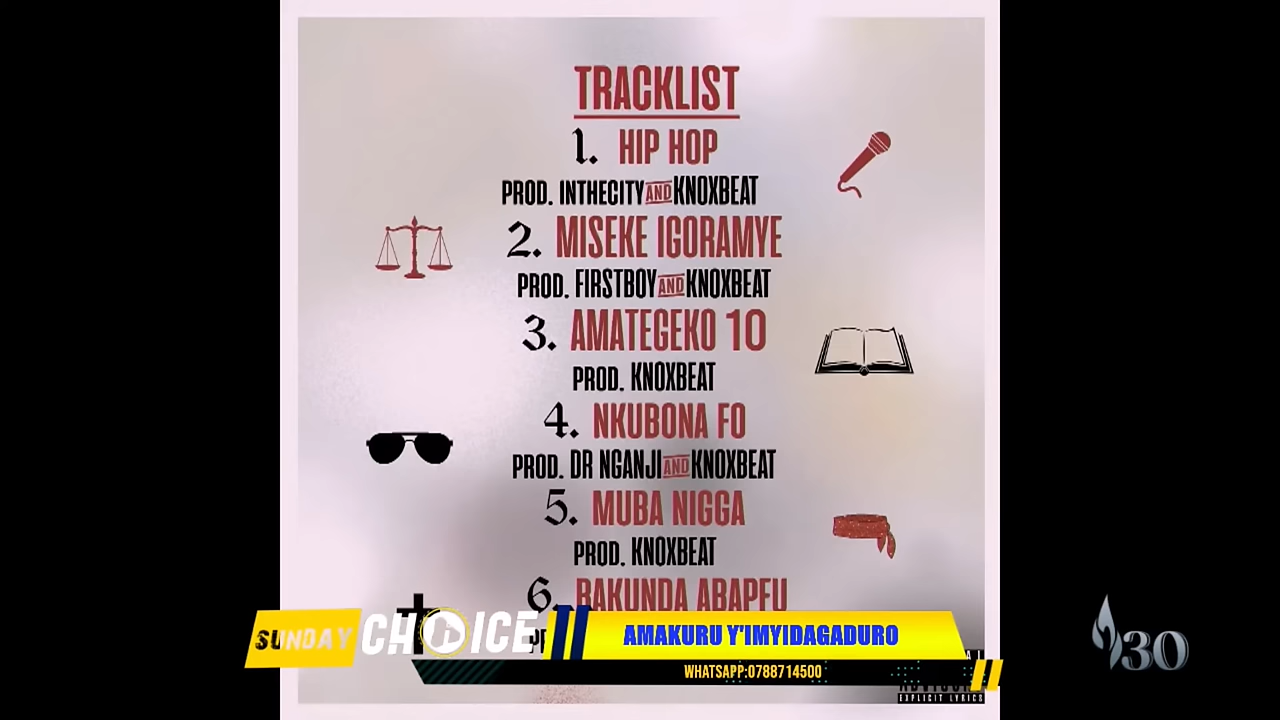 TRACKLIST
1. HIP HOP
PROD. INTHECITY AND KNOXBEAT
2. MISEKE IGORAMYE
PROD. FIRSTBOY AND KNOXBEAT
3. AMATEGEKO 10
PROD. KNOXBEAT
4. NKUBONA FO
PROD. DR NGANJI AND KNOXBEAT
5. MUBA NIGGA
PROD. KNOXBEAT
6. BAKUNDA ABAPFU
SUNDAY CHOICE
AMAKURU Y'IMYIDAGADURO
WHATSAPP:0788714500
EXPLICIT LYRICS
30